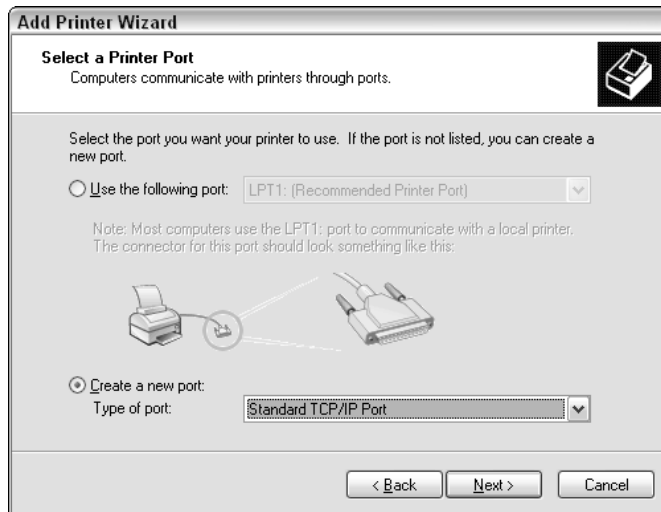 Add Printer Wizard
Select a Printer Port
Computers communicate with printers through ports.
Select the port you want your printer to use. If the port is not listed, you can create a
new port.
Use the following port: LPT1: (Recommended Printer Port)
Note: Most computers use the LPT1: port to communicate with a local printer.
The connector for this port should look something like this:
Create a new port:
Type of port: Standard TCP/IP Port
< Back Next > Cancel